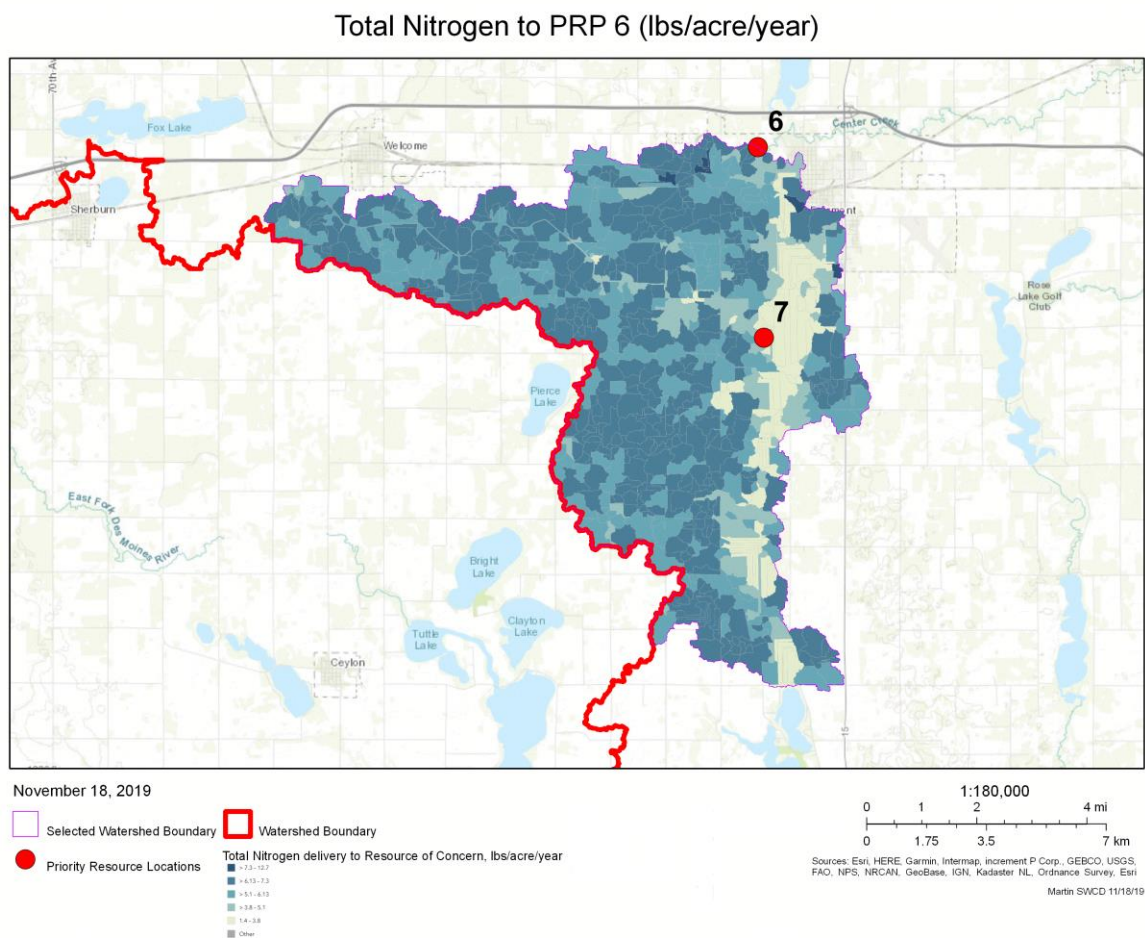 Total Nitrogen to PRP 6 (lbs/acre/year)
70th Av
Fox Lake
Center Creek
6
Welcome
Sherburn
Rose
Lake Golf
Club
7
Pierce
Lake
East Fork Des Moines River
Bright
Lake
Clayton
Lake
Tuttle
Lake
Ceylon
15
November 18, 2019
Selected Watershed Boundary
Watershed Boundary
Priority Resource Locations
Total Nitrogen delivery to Resource of Concern, lbs/acre/year
> 7.3 - 12.7
> 6.13 - 7.3
> 5.1 - 6.13
> 3.8 - 5.1
1.4 - 3.8
Other
1:180,000
0 1 2 4 mi
0 1.75 3.5 7 km
Sources: Esri, HERE, Garmin, Intermap, increment P Corp., GEBCO, USGS,
FAO, NPS, NRCAN, GeoBase, IGN, Kadaster NL, Ordnance Survey, Esri
Martin SWCD 11/18/19